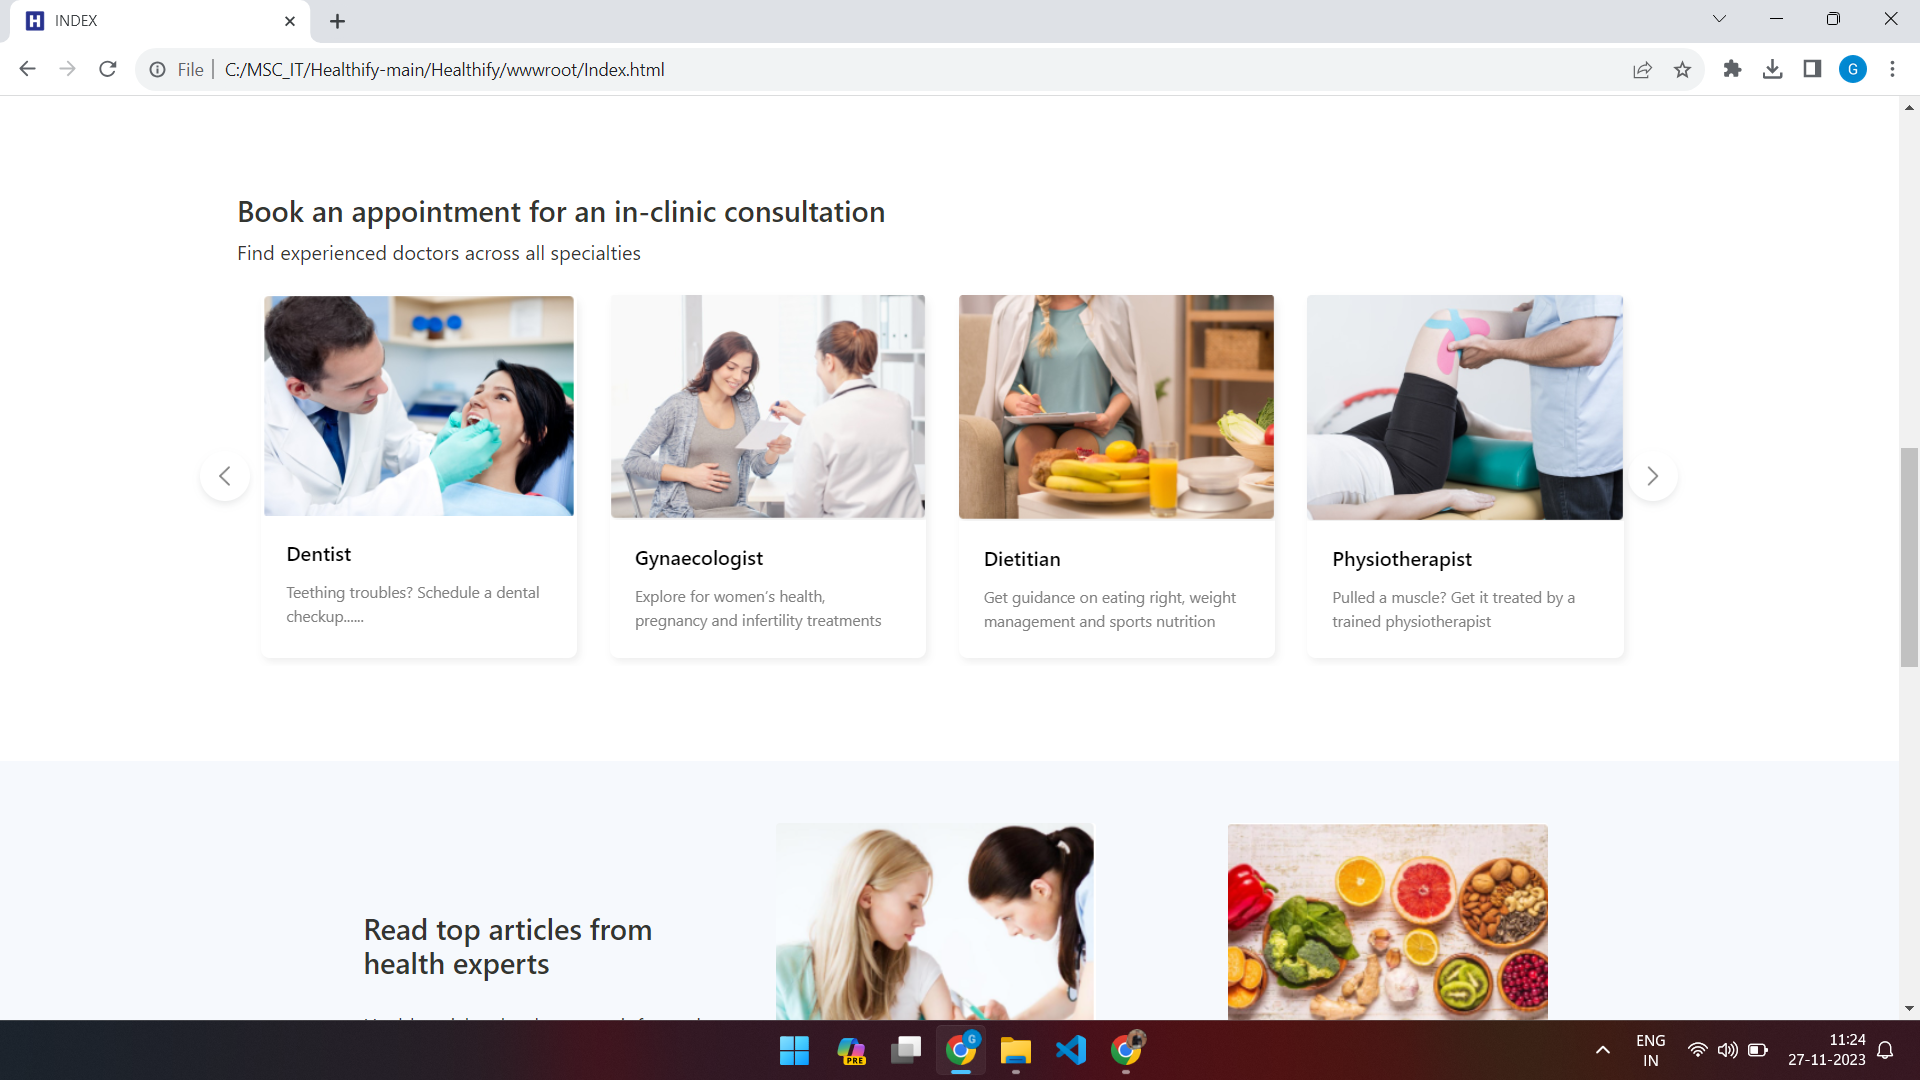 INDEX
File
C:/MSC_IT/Healthify-main/Healthify/wwwroot/Index.html
G
Book an appointment for an in-clinic consultation
Find experienced doctors across all specialties
Dentist
Teething troubles? Schedule a dental
checkup......
Gynaecologist
Explore for women's health,
pregnancy and infertility treatments
Dietitian
Get guidance on eating right, weight
management and sports nutrition
Physiotherapist
Pulled a muscle? Get it treated by a
trained physiotherapist
Read top articles from
health experts
PRE
G
ENG
IN
11:24
27-11-2023